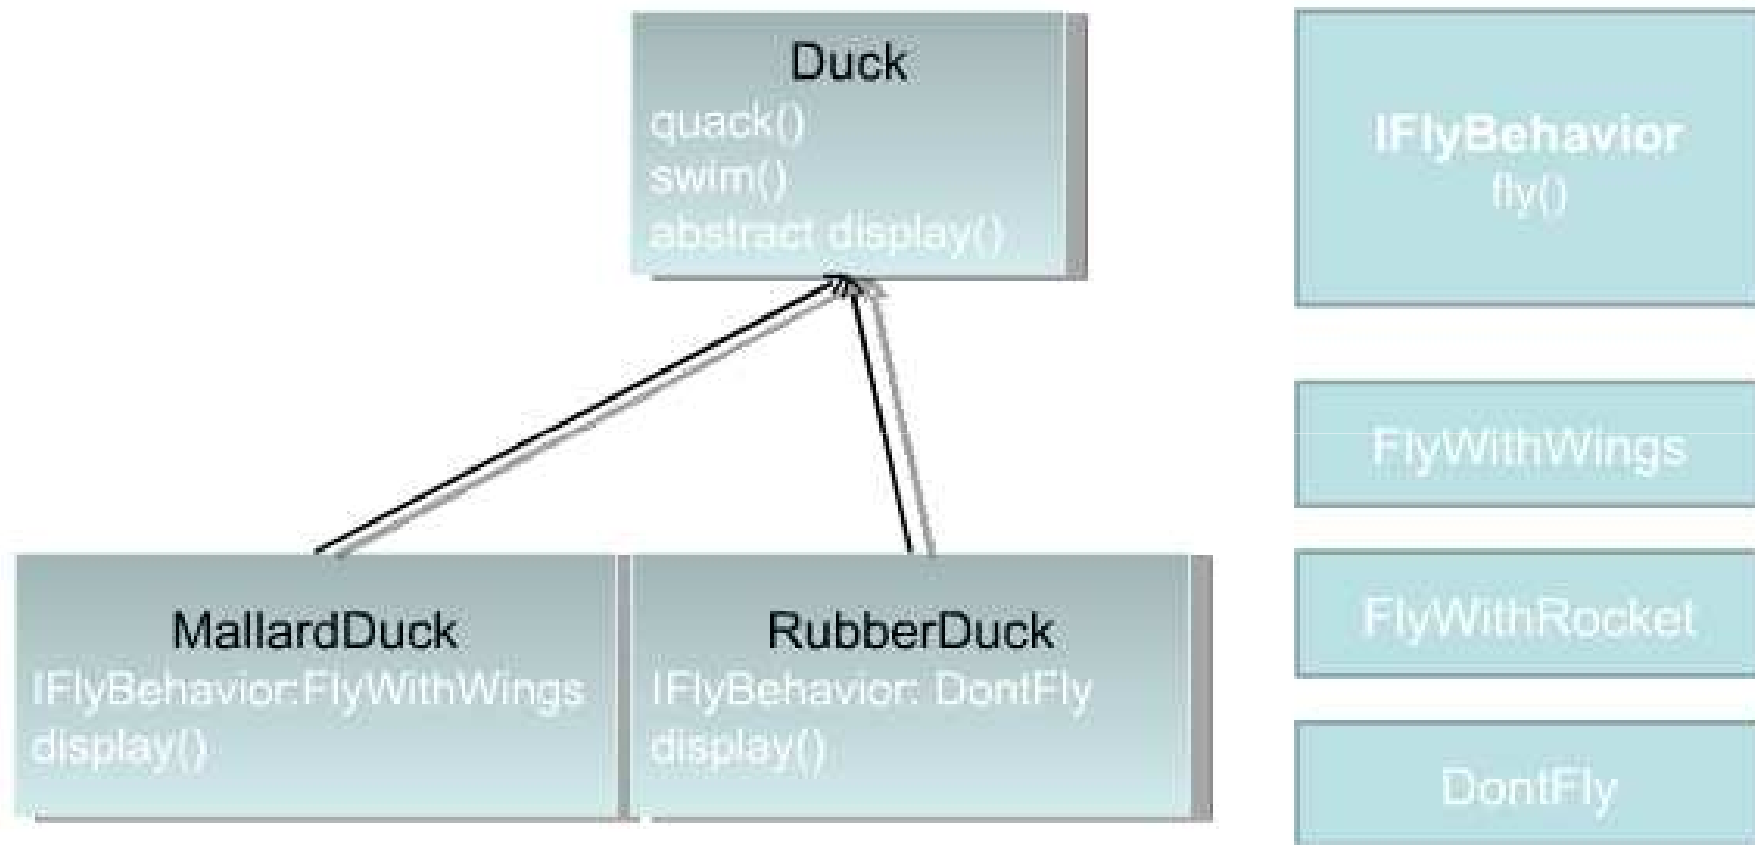 Duck
quack()
swim()
abstract display()
IFlyBehavior
fly()
FlyWithWings
FlyWithRocket
DontFly
MallardDuck
IFlyBehavior:FlyWithWings
display()
RubberDuck
IFlyBehavior: DontFly
display()